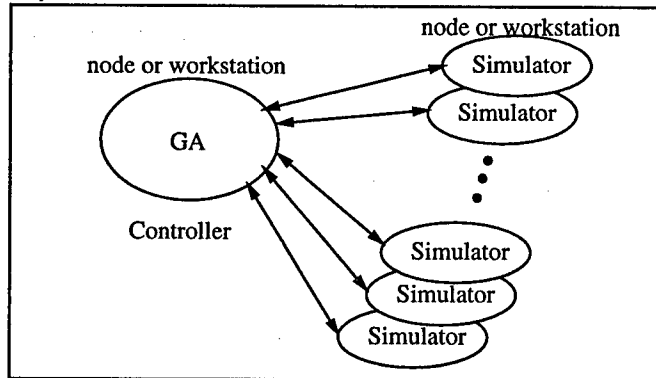 node or workstation
Simulator
node or workstation
Simulator
GA
Controller
Simulator
Simulator
Simulator